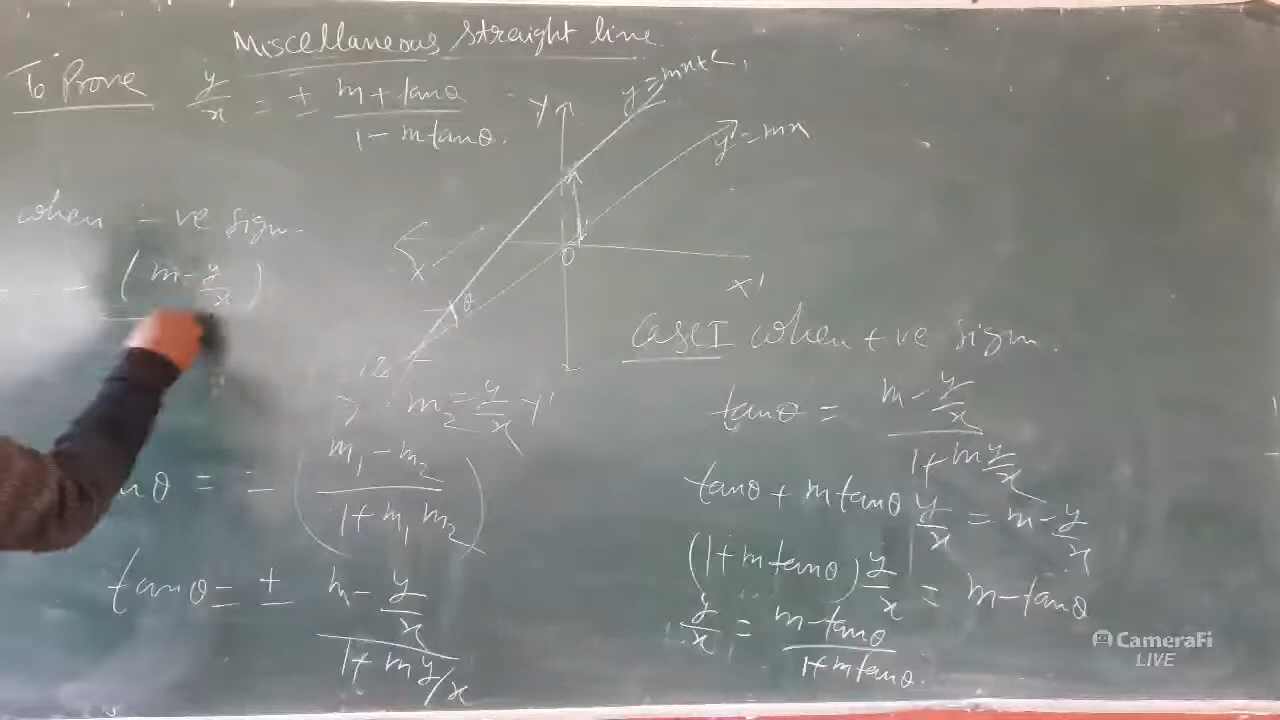 Miscellaneous straight line
To Prove y/x = ± (m + tanθ)/(1 - m tanθ).
y = mx + c,
y = mx
Y
O
X
X'
θ
when -ve sign.
- (m - y/x)
m₂ = y/x
Y'
θ = ± ((m₁ - m₂)/(1 + m₁ m₂))
tanθ = ± (m - y/x)/(1 + m y/x)
Case I when +ve sign.
tanθ = (m - y/x)/(1 + m y/x)
tanθ + m tanθ y/x = m - y/x
(1 + m tanθ) y/x = m - tanθ
y/x = (m - tanθ)/(1 + m tanθ).
CameraFi
LIVE